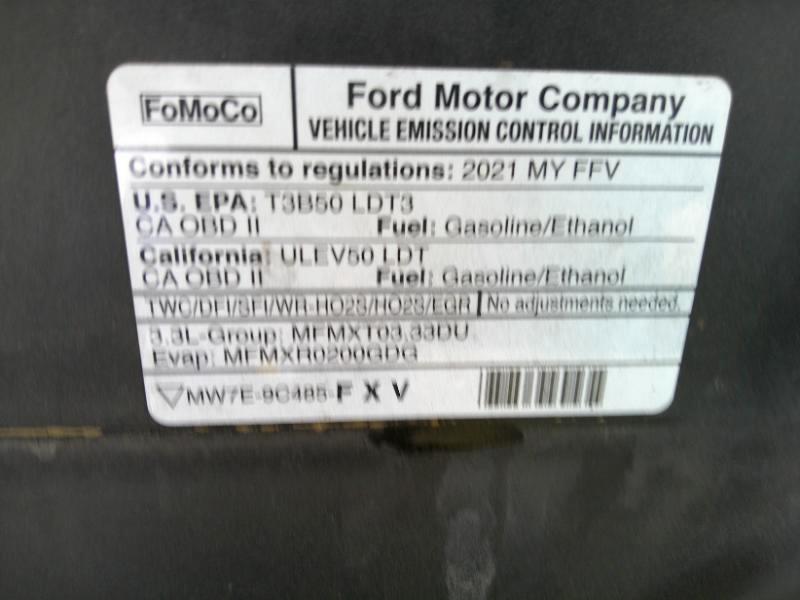 FoMoCo
Ford Motor Company
VEHICLE EMISSION CONTROL INFORMATION
Conforms to regulations: 2021 MY FFV
U.S. EPA: T3B50 LDT3
CA OBD II Fuel: Gasoline/Ethanol
California: ULEV50 LDT
CA OBD II Fuel: Gasoline/Ethanol
TWC/DFI/SFI/WR-HO2S/HO2S/EGR No adjustments needed.
3.3L-Group: MFMXT03.33DU
Evap: MFMXR0200GDG
MW7E-9C485-F X V